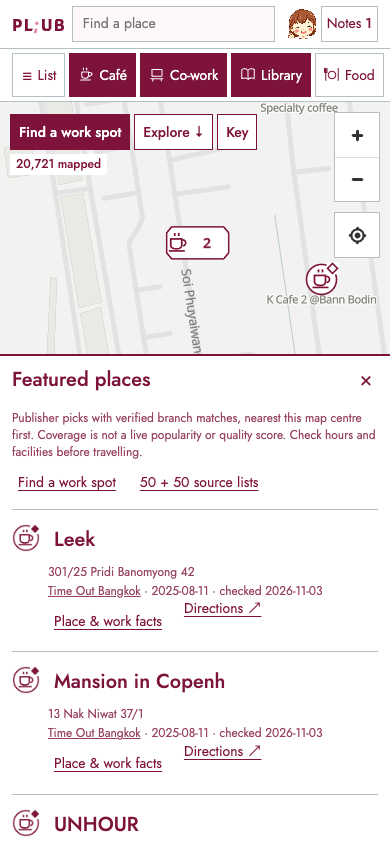 PL;UB
Find a place
Notes 1
≡ List
Café
Co-work
Library
Food
Specialty coffee
Find a work spot
Explore ↓
Key
+
20,721 mapped
−
2
Soi Phuyaiwan
K Cafe 2 @Bann Bodin
Featured places
×
Publisher picks with verified branch matches, nearest this map centre
first. Coverage is not a live popularity or quality score. Check hours and
facilities before travelling.
Find a work spot
50 + 50 source lists
Leek
301/25 Pridi Banomyong 42
Time Out Bangkok · 2025-08-11 · checked 2026-11-03
Directions ↗
Place & work facts
Mansion in Copenh
13 Nak Niwat 37/1
Time Out Bangkok · 2025-08-11 · checked 2026-11-03
Directions ↗
Place & work facts
UNHOUR